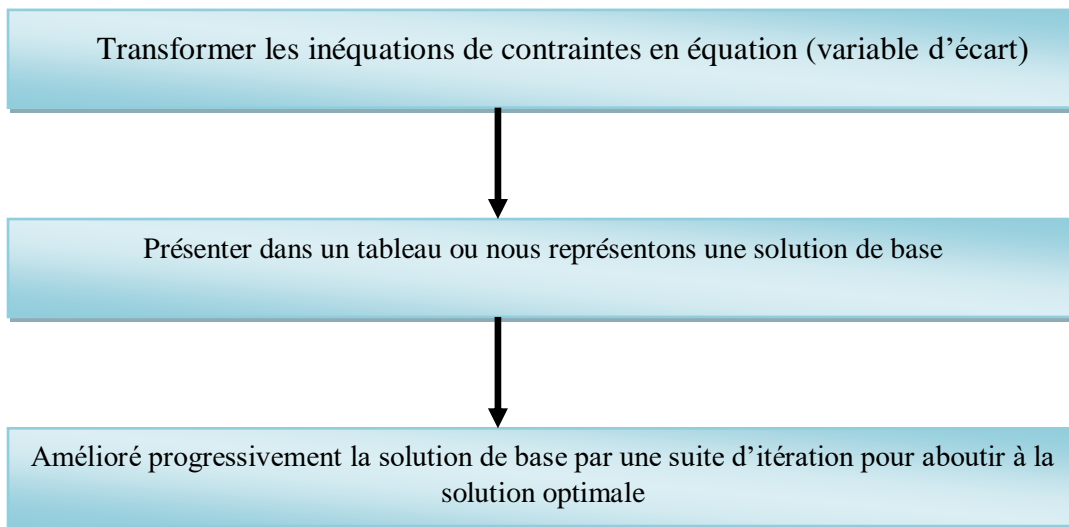 Transformer les inéquations de contraintes en équation (variable d’écart)
Présenter dans un tableau ou nous représentons une solution de base
Amélioré progressivement la solution de base par une suite d’itération pour aboutir à la
solution optimale